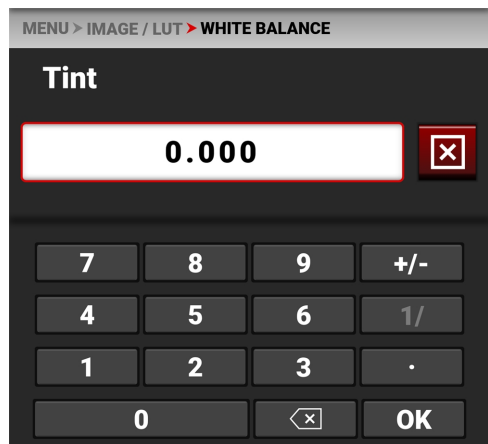 MENU > IMAGE / LUT > WHITE BALANCE
Tint
0.000
7 8 9 +/-
4 5 6 1/
1 2 3 .
0 OK